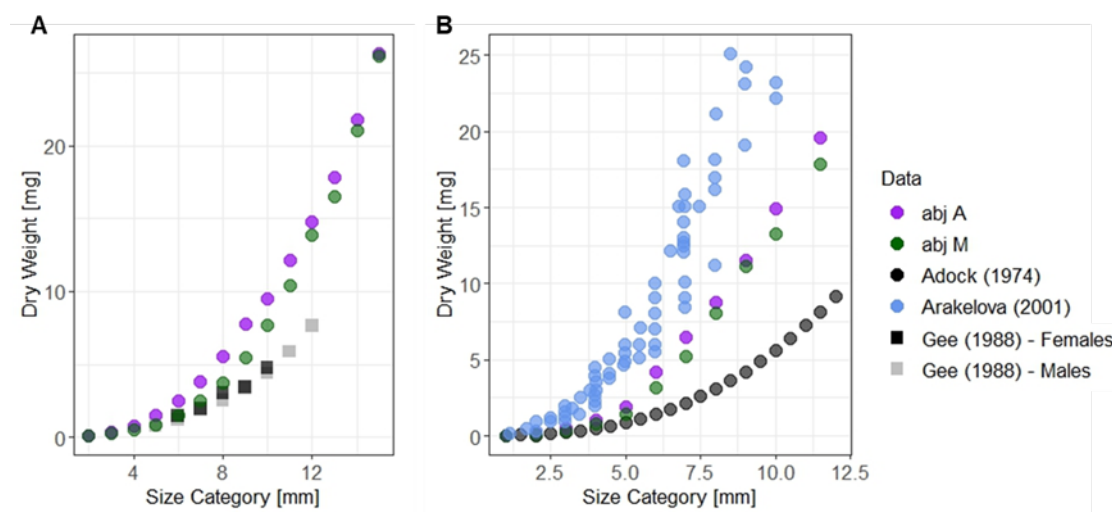 A
B
Dry Weight [mg]
20
10
0
4
8
12
Size Category [mm]
Dry Weight [mg]
25
20
15
10
5
0
2.5
5.0
7.5
10.0
12.5
Size Category [mm]
Data
abj A
abj M
Adock (1974)
Arakelova (2001)
Gee (1988) - Females
Gee (1988) - Males